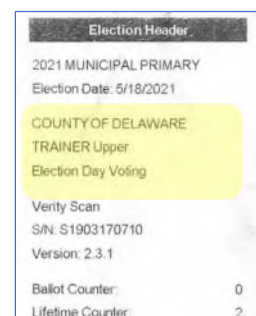 Election Header
2021 MUNICIPAL PRIMARY
Election Date: 5/18/2021
COUNTY OF DELAWARE
TRAINER Upper
Election Day Voting
Verity Scan
S/N: S1903170710
Version: 2.3.1
Ballot Counter: 0
Lifetime Counter: 2